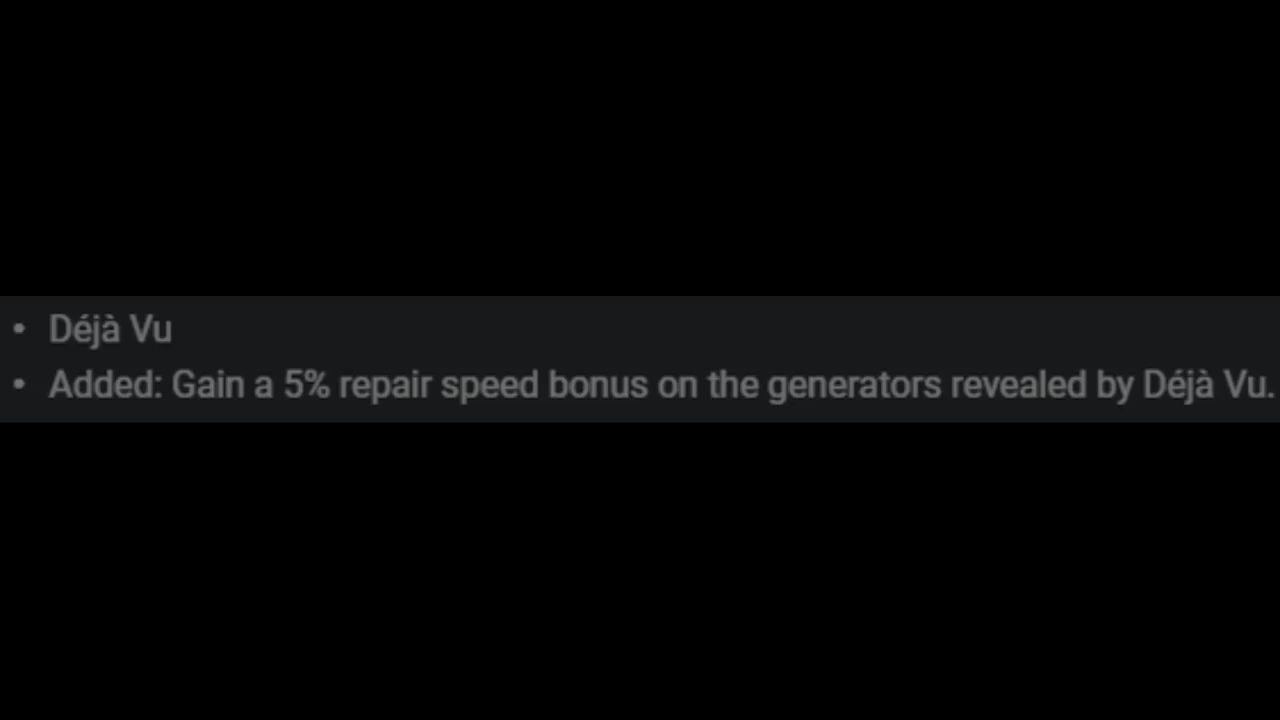 • Déjà Vu
• Added: Gain a 5% repair speed bonus on the generators revealed by Déjà Vu.